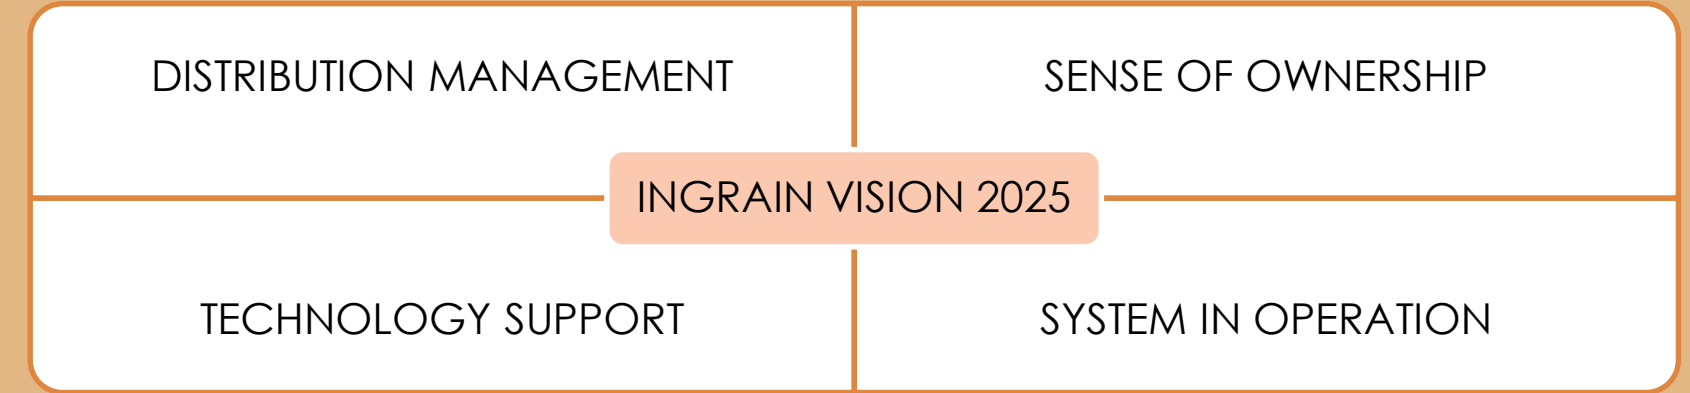 DISTRIBUTION MANAGEMENT
SENSE OF OWNERSHIP
INGRAIN VISION 2025
TECHNOLOGY SUPPORT
SYSTEM IN OPERATION